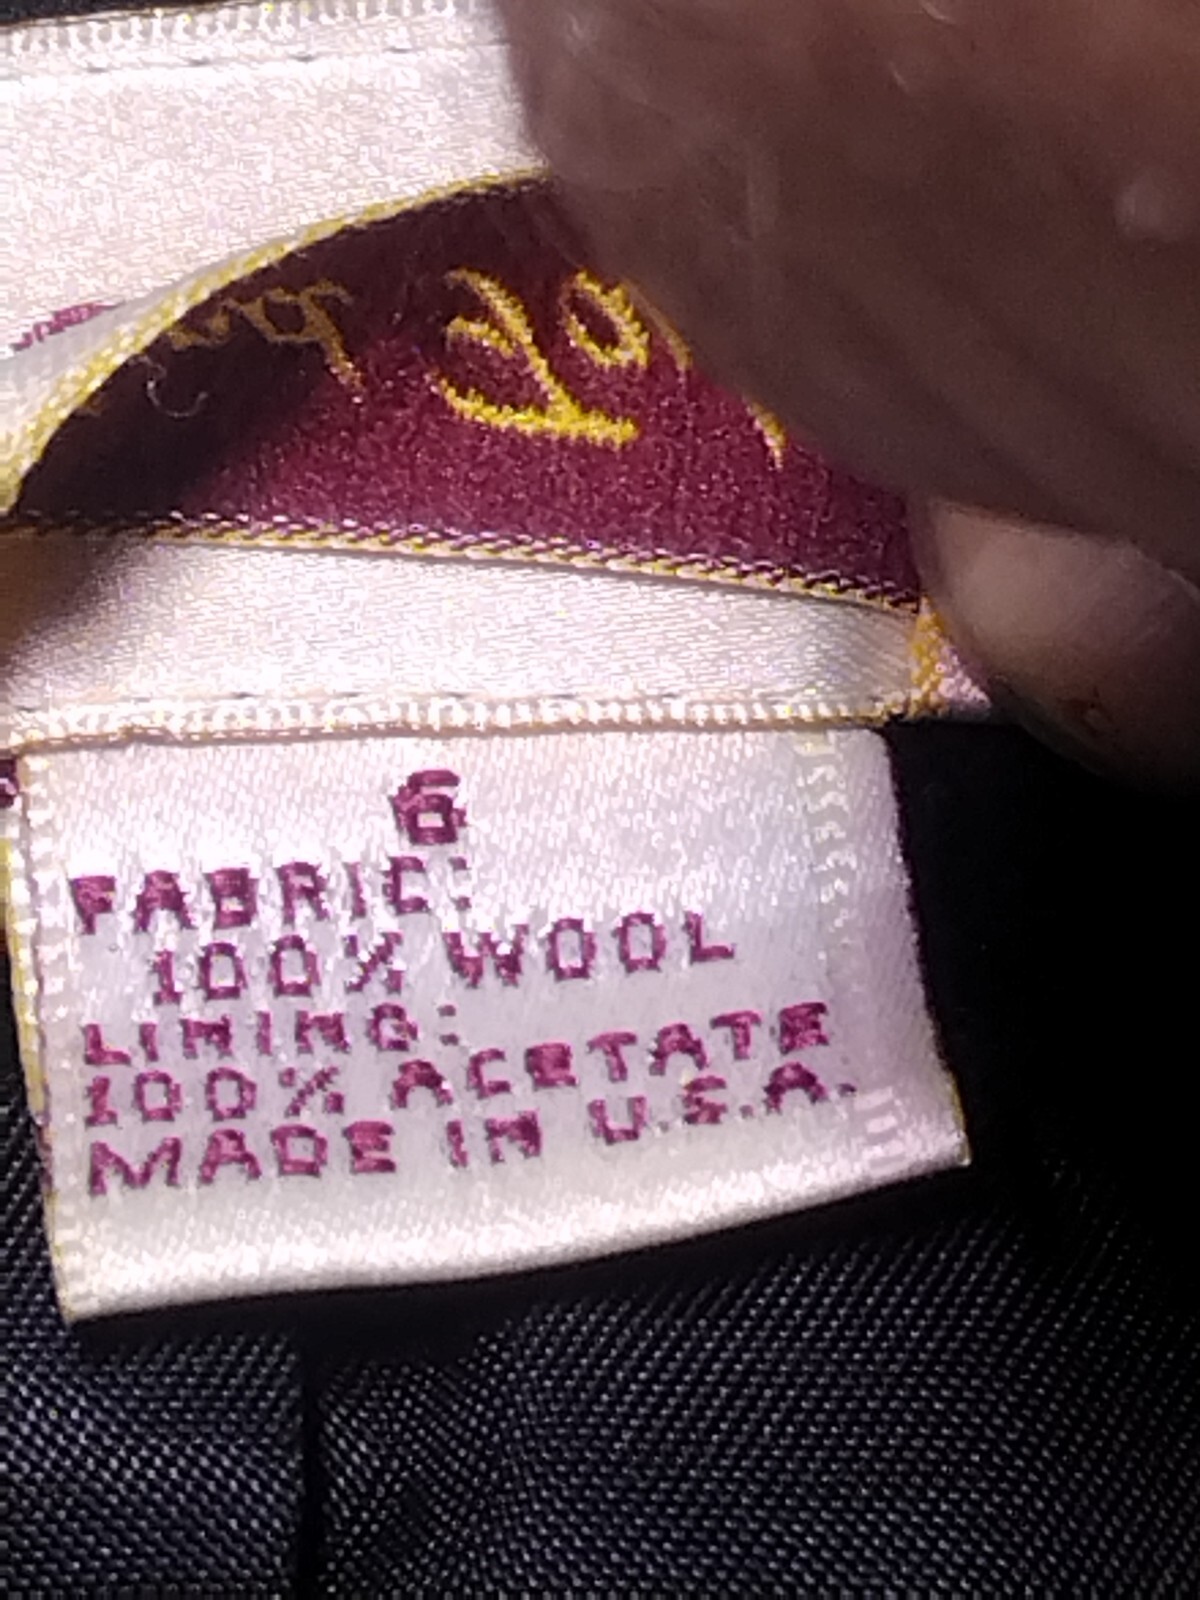 6
FABRIC:
100% WOOL
LINING:
100% ACETATE
MADE IN U.S.A.